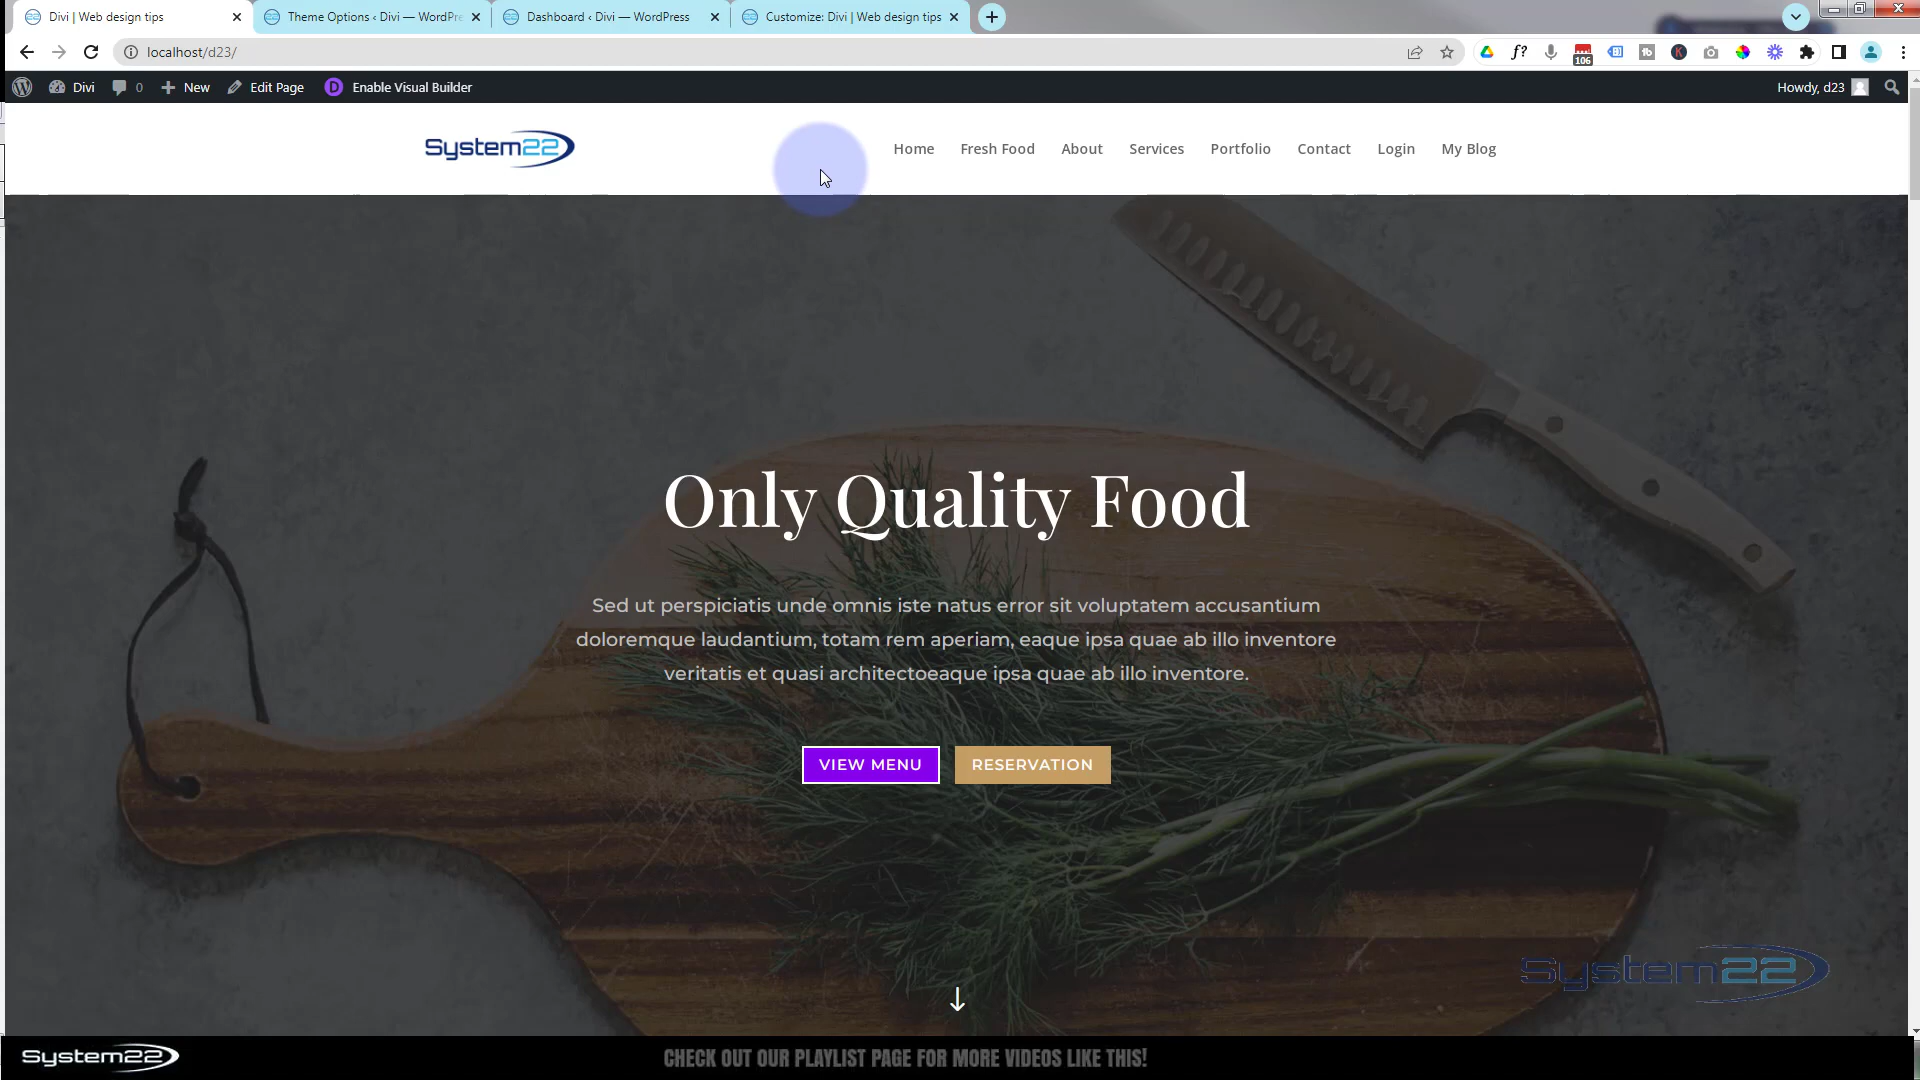 Divi | Web design tips
Theme Options ‹ Divi — WordPre
Dashboard ‹ Divi — WordPress
Customize: Divi | Web design tips
localhost/d23/
f?
106
tb
K
Divi
0
New
Edit Page
D
Enable Visual Builder
Howdy, d23
System22
Home
Fresh Food
About
Services
Portfolio
Contact
Login
My Blog
Only Quality Food
Sed ut perspiciatis unde omnis iste natus error sit voluptatem accusantium
doloremque laudantium, totam rem aperiam, eaque ipsa quae ab illo inventore
veritatis et quasi architectoeaque ipsa quae ab illo inventore.
VIEW MENU
RESERVATION
System22
System22
CHECK OUT OUR PLAYLIST PAGE FOR MORE VIDEOS LIKE THIS!